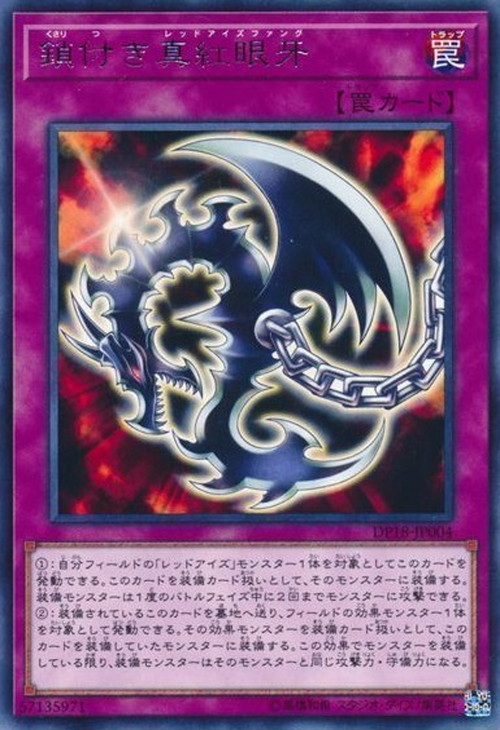 くさり つ レッドアイズファング
鎖付き真紅眼牙
トラップ
罠
【罠カード】
DP18-JP004
①：自分フィールドの「レッドアイズ」モンスター1体を対象としてこのカードを
発動できる。このカードを装備カード扱いとして、そのモンスターに装備する。
装備モンスターは1度のバトルフェイズ中に2回までモンスターに攻撃できる。
②：装備されているこのカードを墓地へ送り、フィールドの効果モンスター1体
を対象として発動できる。その効果モンスターを装備カード扱いとして、この
カードを装備していたモンスターに装備する。この効果でモンスターを装備
している限り、装備モンスターはそのモンスターと同じ攻撃力・守備力になる。
57135971
©高橋和希 スタジオ・ダイス/集英社